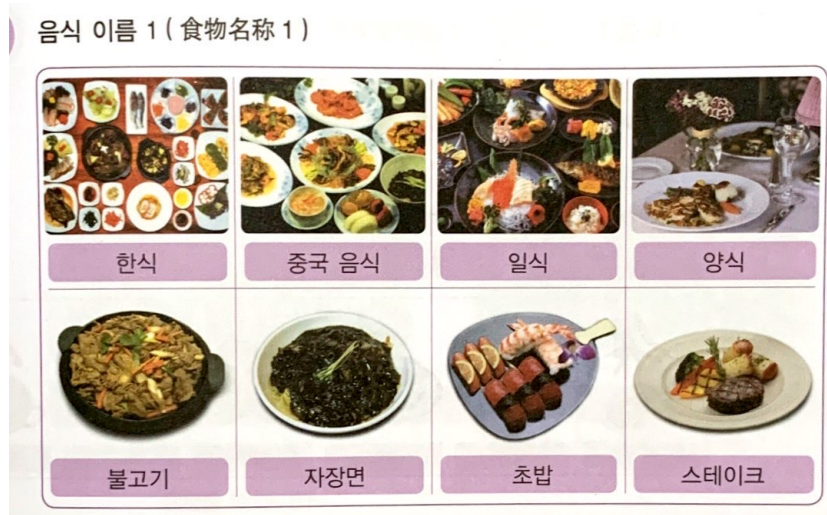 음식 이름 1 ( 食物名称 1 )
한식
중국 음식
일식
양식
불고기
자장면
초밥
스테이크